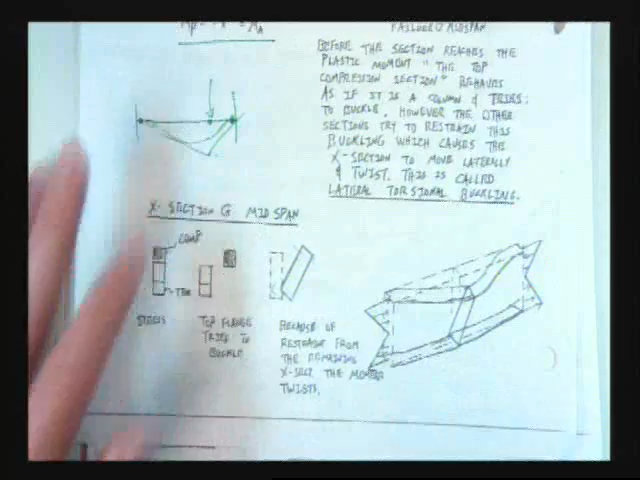 FAILURE @ MIDSPAN
BEFORE THE SECTION REACHES THE
PLASTIC MOMENT "THE TOP
COMPRESSION SECTION" BEHAVES
AS IF IT IS A COLUMN & TRIES
TO BUCKLE, HOWEVER THE OTHER
SECTIONS TRY TO RESTRAIN THIS
BUCKLING WHICH CAUSES THE
X-SECTION TO MOVE LATERALLY
& TWIST. THIS IS CALLED
LATERAL TORSIONAL BUCKLING.
X-SECTION @ MIDSPAN
COMP
TEN
STRESS
TOP FLANGE
TRIES TO
BUCKLE
BECAUSE OF
RESTRAINT FROM
THE REMAINING
X-SECT THE MEMBER
TWISTS.